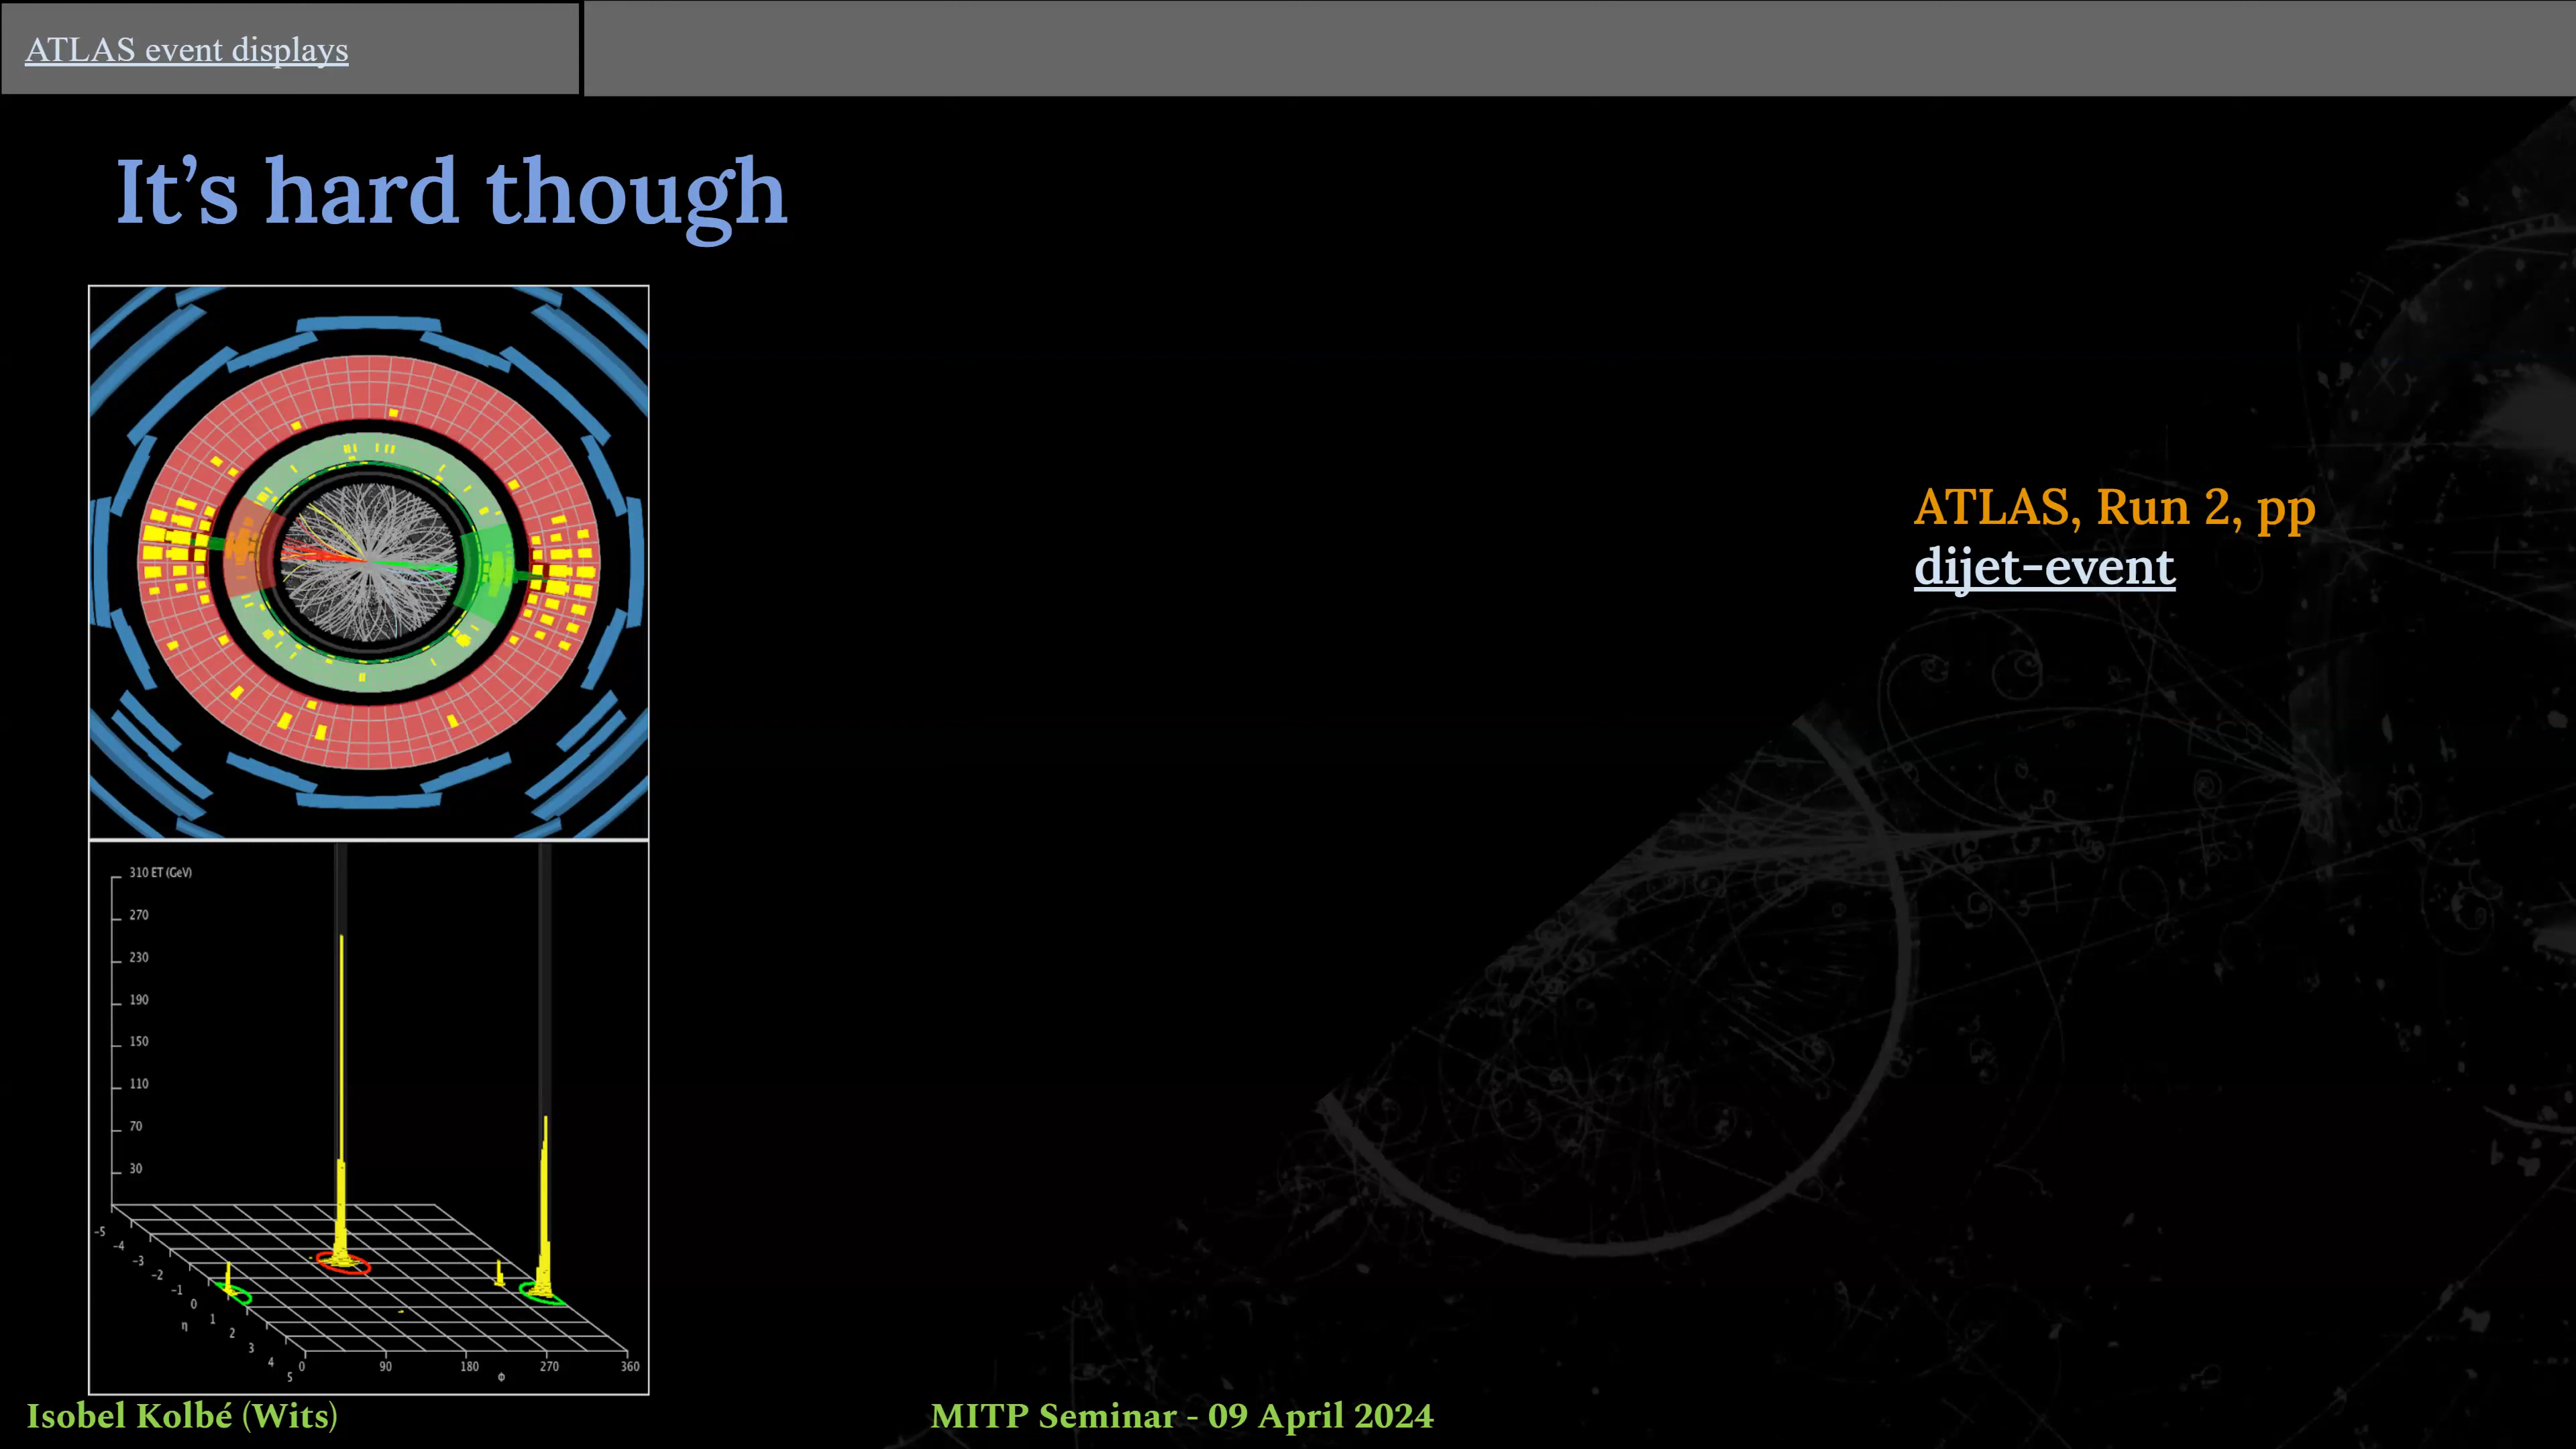 ATLAS event displays
It’s hard though
ATLAS, Run 2, pp
dijet-event
310 ET (GeV)
270
230
190
150
110
70
30
-5
-4
-3
-2
-1
0
1
2
3
4
5
η
0
90
180
270
360
Φ
Isobel Kolbé (Wits)
MITP Seminar - 09 April 2024